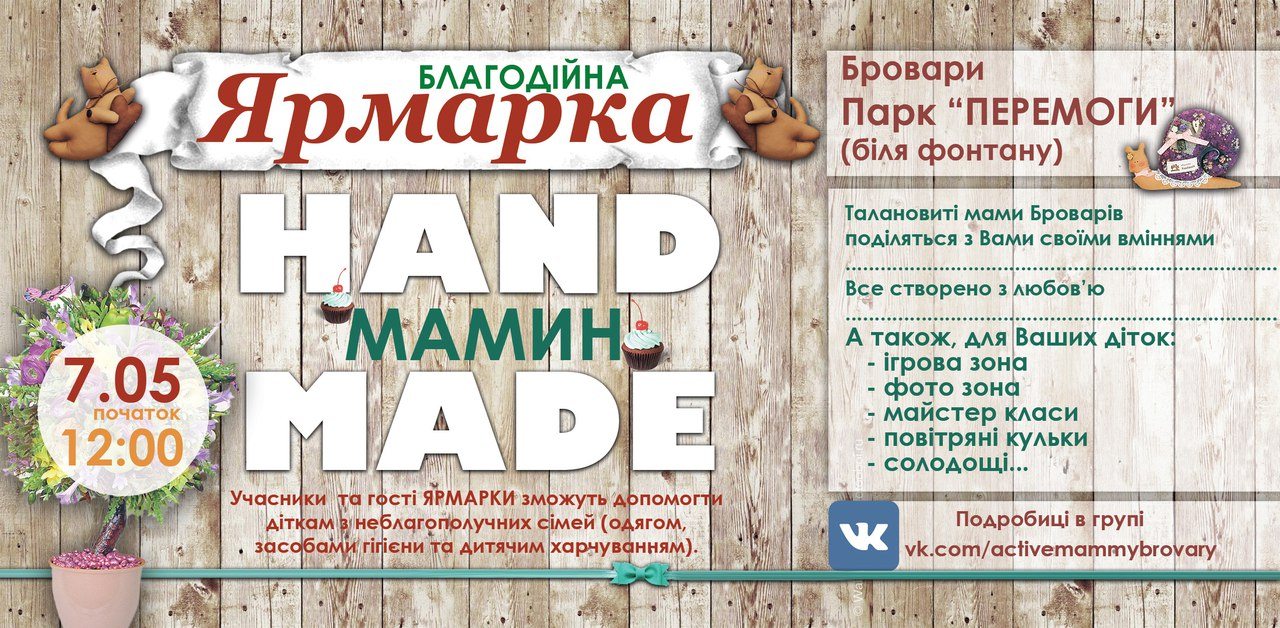 БЛАГОДІЙНА
Ярмарка
HAND
МАМИН
MADE
7.05
початок
12:00
Учасники та гості ЯРМАРКИ зможуть допомогти
діткам з неблагополучних сімей (одягом,
засобами гігієни та дитячим харчуванням).
Бровари
Парк “ПЕРЕМОГИ”
(біля фонтану)
Талановиті мами Броварів
поділяться з Вами своїми вміннями
Все створено з любов’ю
А також, для Ваших діток:
- ігрова зона
- фото зона
- майстер класи
- повітряні кульки
- солодощі...
Подробиці в групі
vk.com/activemammybrovary